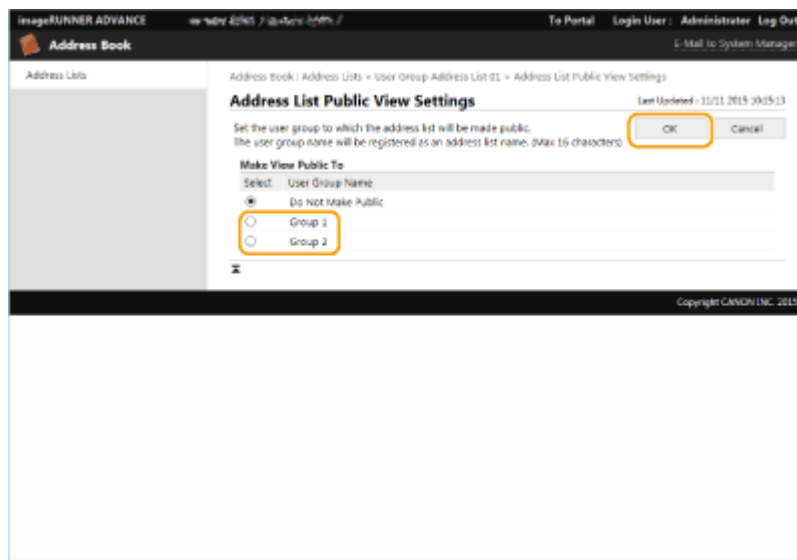 imageRUNNER ADVANCE To Portal Login User : Administrator Log Out
Address Book E-Mail to System Manager
Address Lists
Address Book : Address Lists > User Group Address List 01 > Address List Public View Settings
Address List Public View Settings Last Updated : 11/11 2015 10:15:13
Set the user group to which the address list will be made public.
The user group name will be registered as an address list name. (Max 16 characters)
OK Cancel
Make View Public To
Select User Group Name
Do Not Make Public
Group 1
Group 2
Copyright CANON INC. 2015